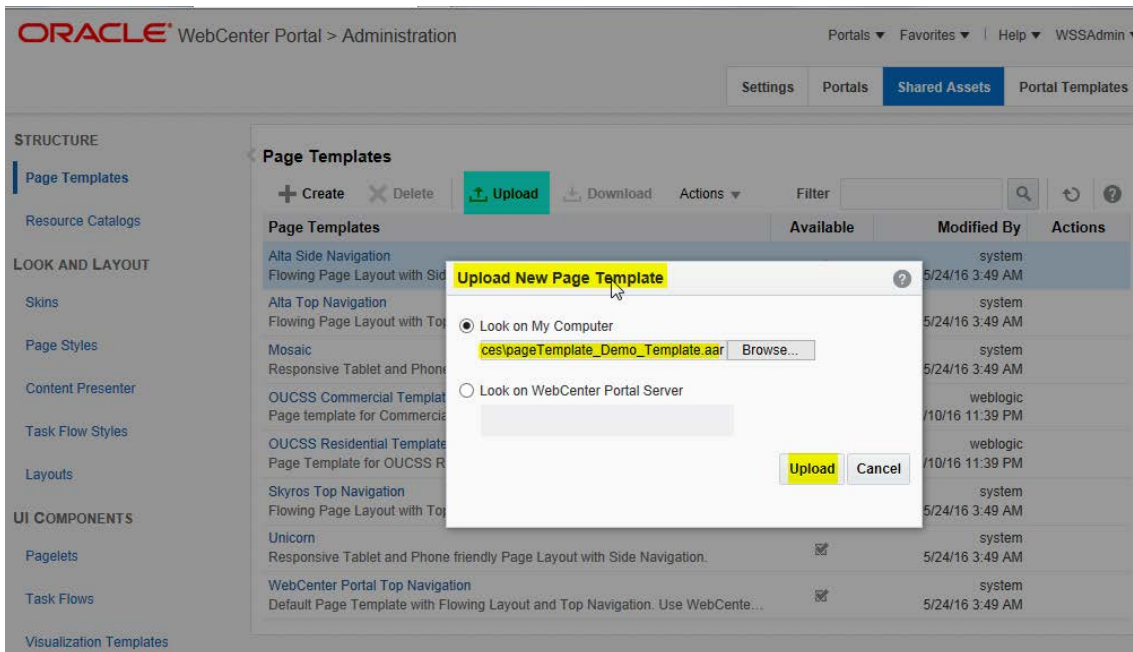 ORACLE® WebCenter Portal > Administration
Portals Favorites Help WSSAdmin
Settings Portals Shared Assets Portal Templates
STRUCTURE
Page Templates
Resource Catalogs
LOOK AND LAYOUT
Skins
Page Styles
Content Presenter
Task Flow Styles
Layouts
UI COMPONENTS
Pagelets
Task Flows
Visualization Templates
Page Templates
Create Delete Upload Download Actions Filter
Page Templates Available Modified By Actions
Alta Side Navigation system
Flowing Page Layout with Sid 5/24/16 3:49 AM
Alta Top Navigation system
Flowing Page Layout with Top 5/24/16 3:49 AM
Mosaic system
Responsive Tablet and Phone 5/24/16 3:49 AM
OUCSS Commercial Templat weblogic
Page template for Commercia /10/16 11:39 PM
OUCSS Residential Template weblogic
Page Template for OUCSS R /10/16 11:39 PM
Skyros Top Navigation system
Flowing Page Layout with Top 5/24/16 3:49 AM
Unicorn system
Responsive Tablet and Phone friendly Page Layout with Side Navigation. 5/24/16 3:49 AM
WebCenter Portal Top Navigation system
Default Page Template with Flowing Layout and Top Navigation. Use WebCente... 5/24/16 3:49 AM
Upload New Page Template
Look on My Computer
ces\pageTemplate_Demo_Template.aar Browse...
Look on WebCenter Portal Server
Upload Cancel